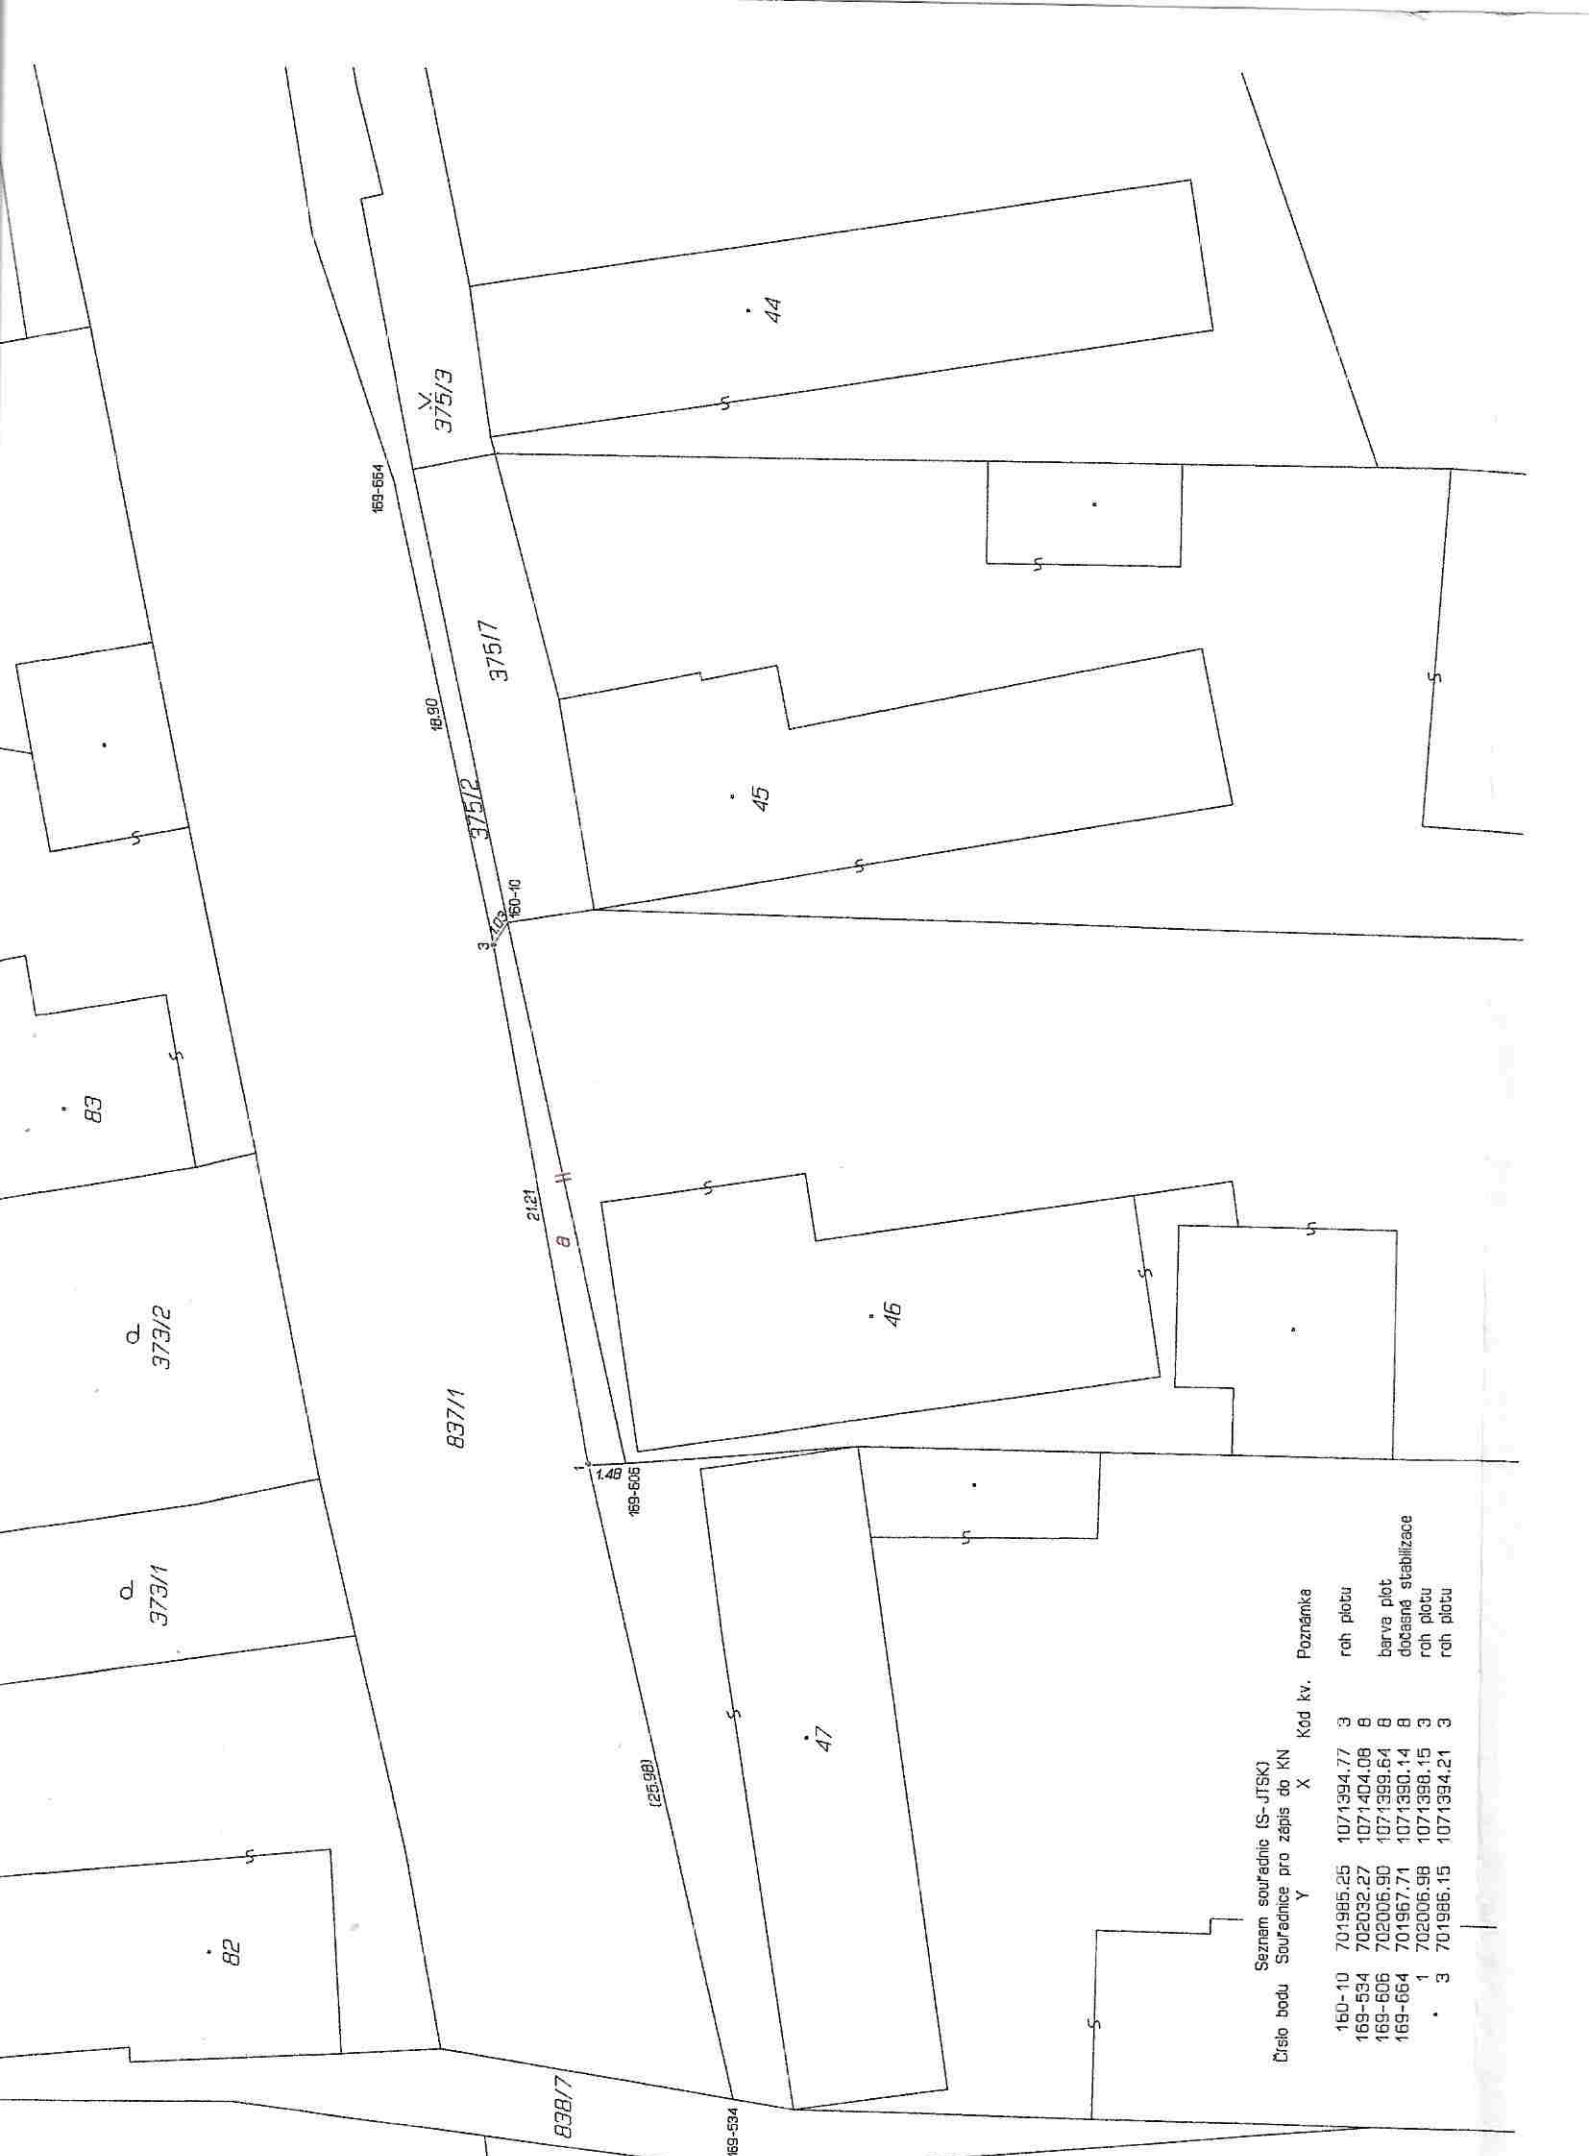 82
373/1
373/2
83
838/7
837/1
169-664
18.90
375/3
375/7
375/2
160-10
1.03
3
21.21
a
1
1.48
169-606
(25.98)
169-534
44
45
46
47
Seznam souřadnic (S-JTSK)
Číslo bodu Souřadnice pro zápis do KN
Y X Kód kv. Poznámka
160-10 701985.25 1071394.77 3 roh plotu
169-534 702032.27 1071404.08 8
169-606 702006.90 1071399.64 8 barva plot
169-664 701967.71 1071390.14 8 dočasná stabilizace
1 702006.98 1071398.15 3 roh plotu
3 701986.15 1071394.21 3 roh plotu